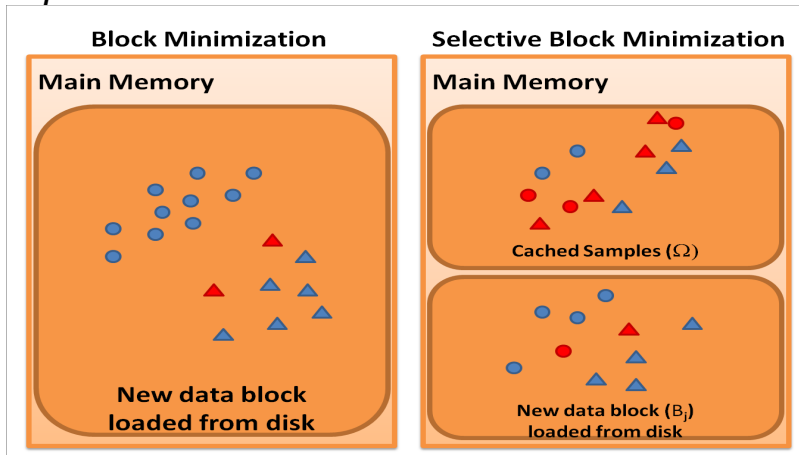 Block Minimization
Main Memory
New data block
loaded from disk
Selective Block Minimization
Main Memory
Cached Samples (Ω)
New data block (Bj)
loaded from disk